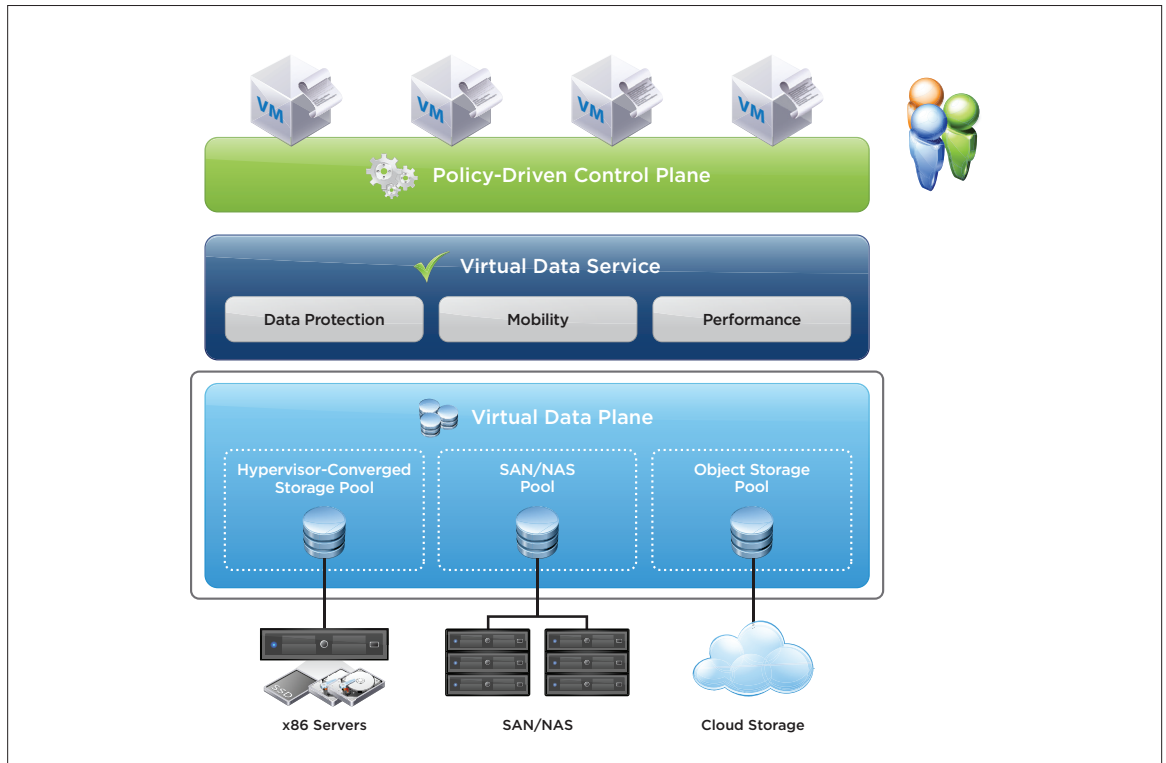 VM
VM
VM
VM
Policy-Driven Control Plane
Virtual Data Service
Data Protection
Mobility
Performance
Virtual Data Plane
Hypervisor-Converged
Storage Pool
SAN/NAS
Pool
Object Storage
Pool
SSD
x86 Servers
SAN/NAS
Cloud Storage